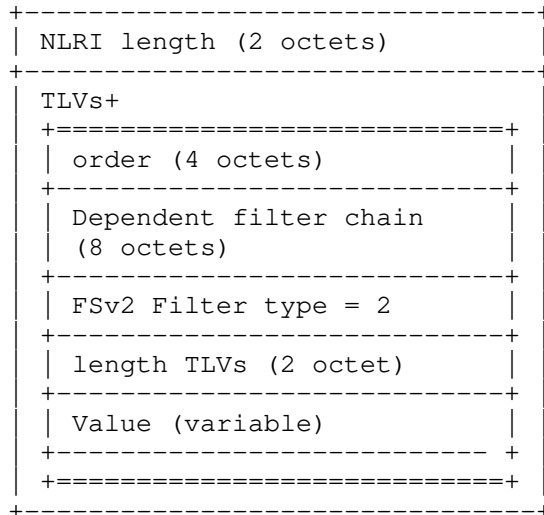 NLRI length (2 octets)
TLVs+
order (4 octets)
Dependent filter chain
(8 octets)
FSv2 Filter type = 2
length TLVs (2 octet)
Value (variable)